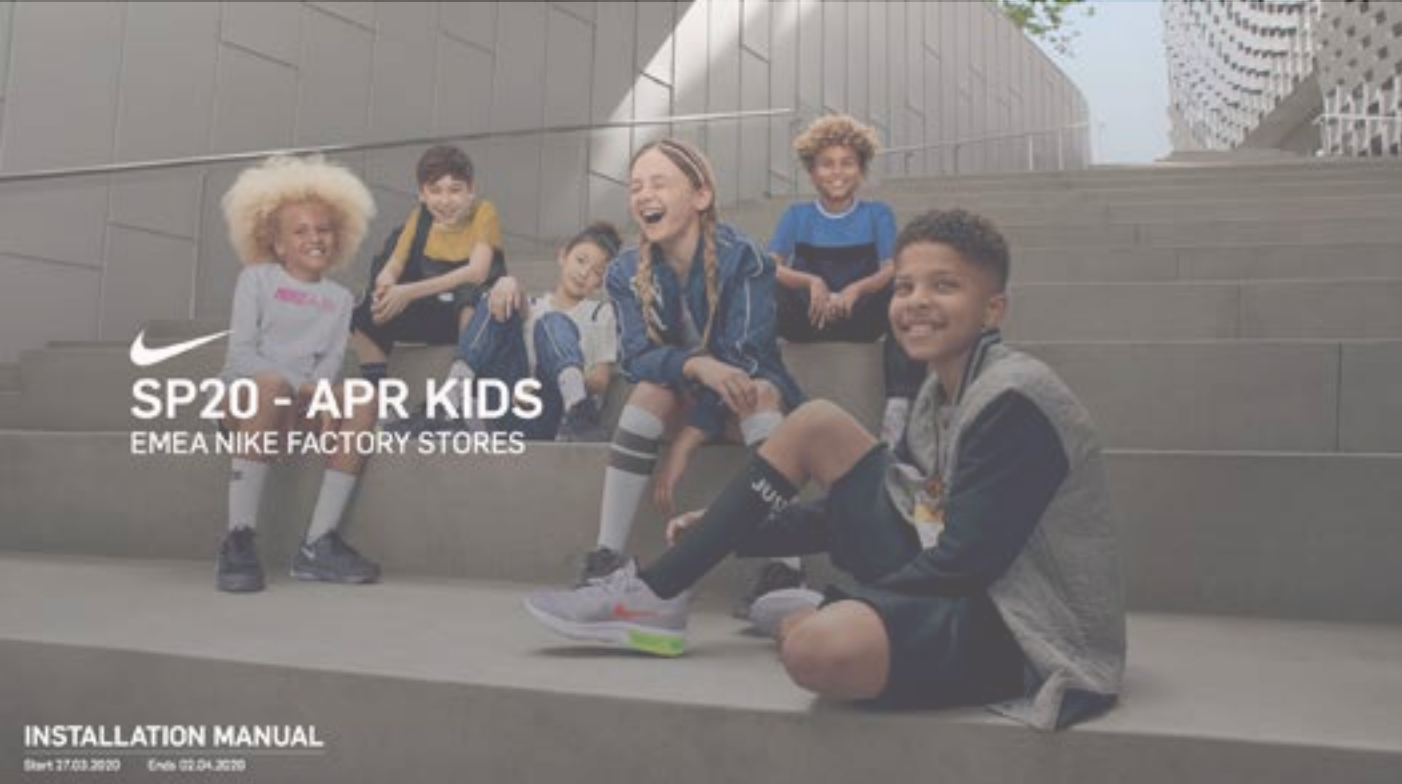 SP20 - APR KIDS
EMEA NIKE FACTORY STORES
INSTALLATION MANUAL
Start 27.03.2020 Ends 02.04.2020